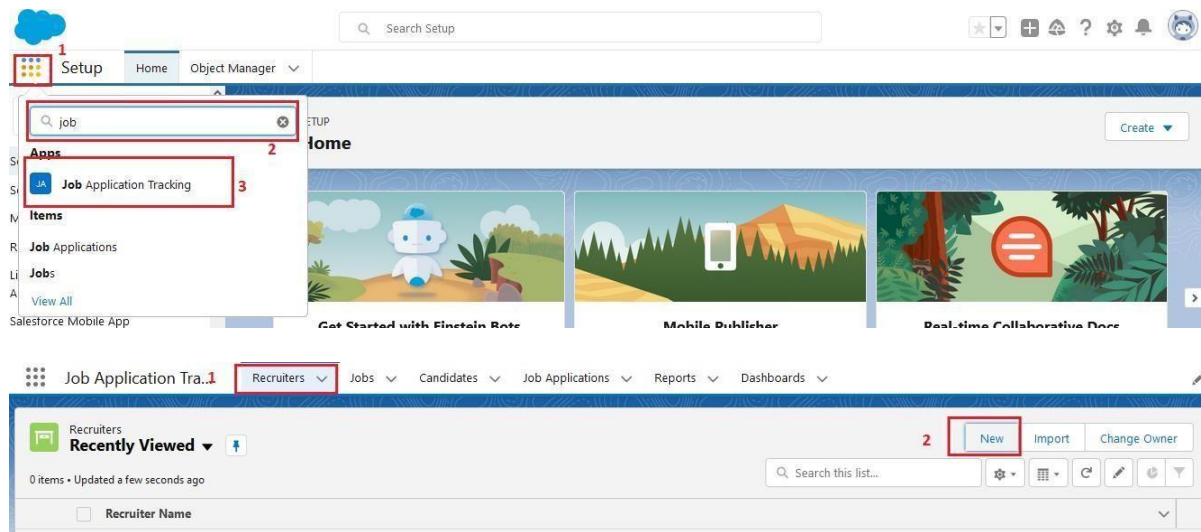 Search Setup
1
Setup Home Object Manager
job
2
SETUP
Home
Create
Apps
JA Job Application Tracking
3
Items
Job Applications
Jobs
View All
Salesforce Mobile App
Get Started with Einstein Bots
Mobile Publisher
Real-time Collaborative Docs
Job Application Tra... 1 Recruiters Jobs Candidates Job Applications Reports Dashboards
Recruiters
Recently Viewed
2 New Import Change Owner
0 items • Updated a few seconds ago
Search this list...
Recruiter Name